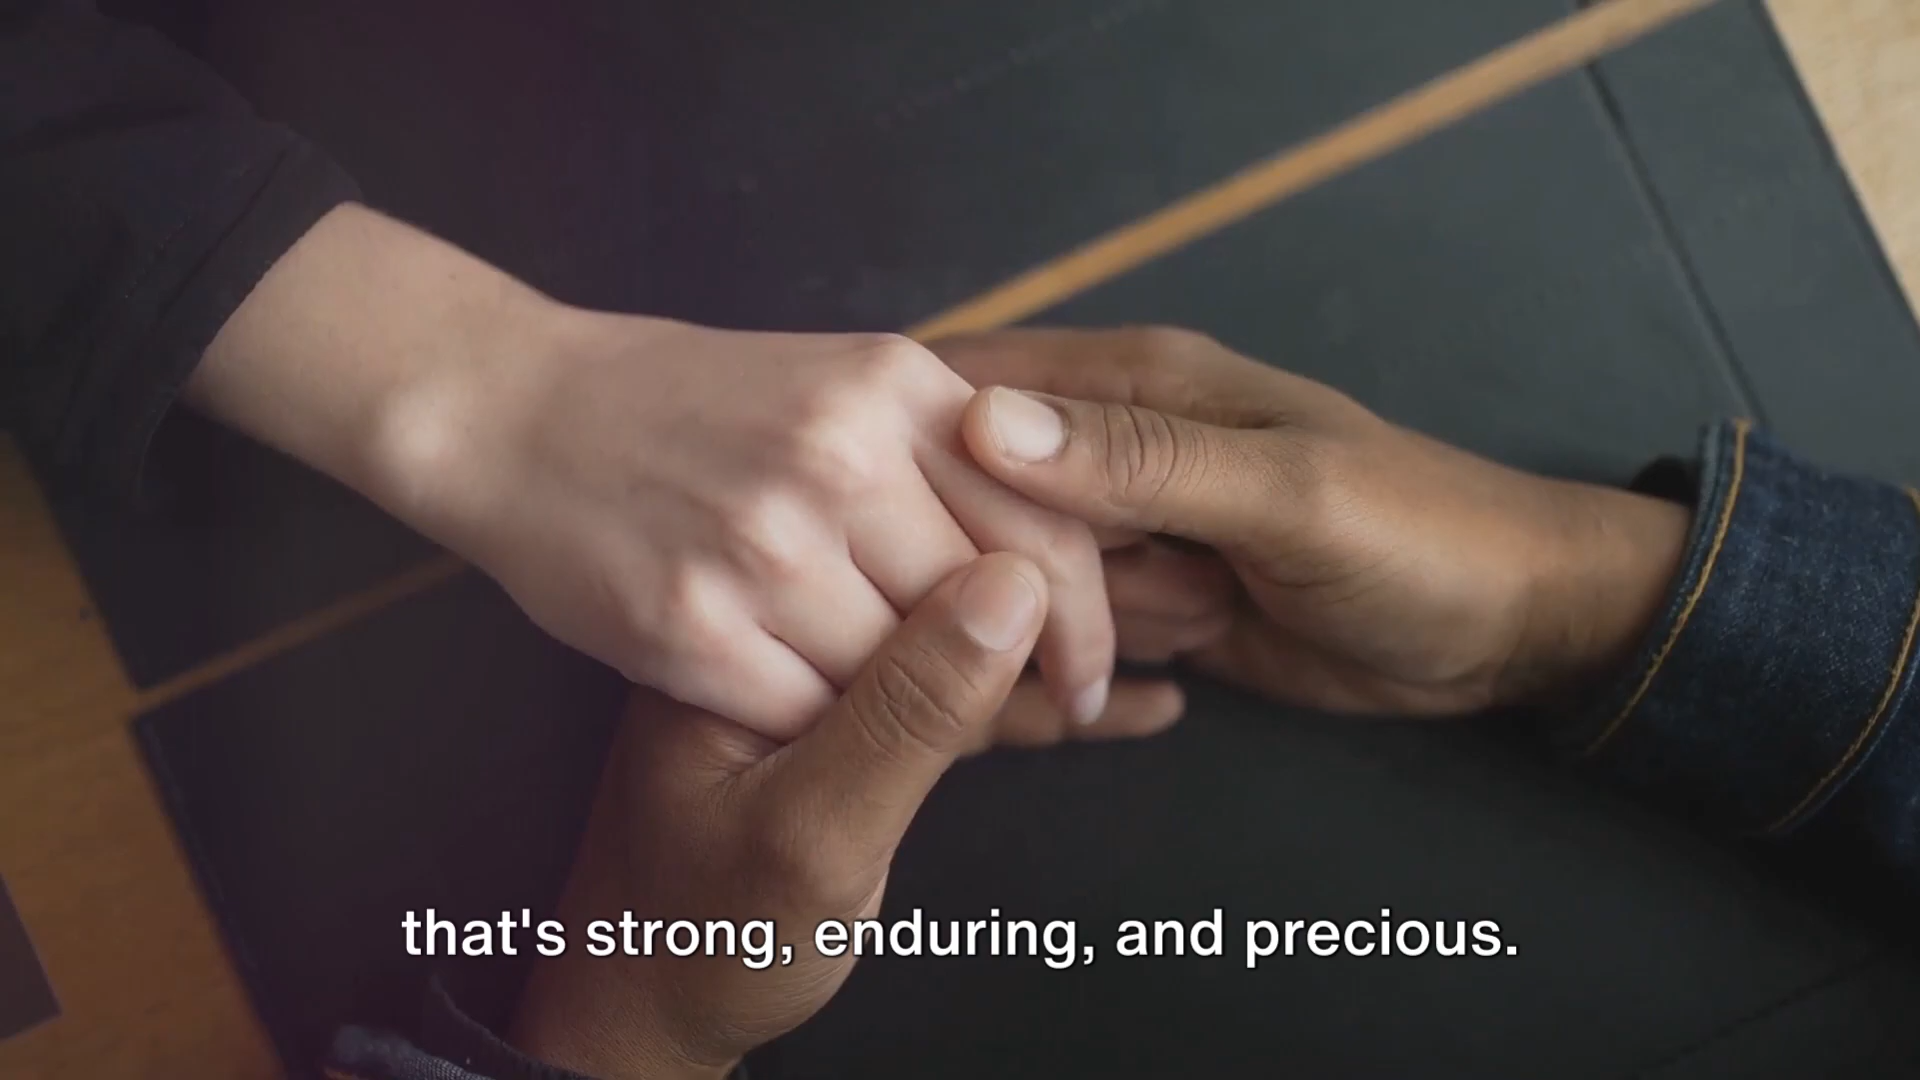 that's strong, enduring, and precious.